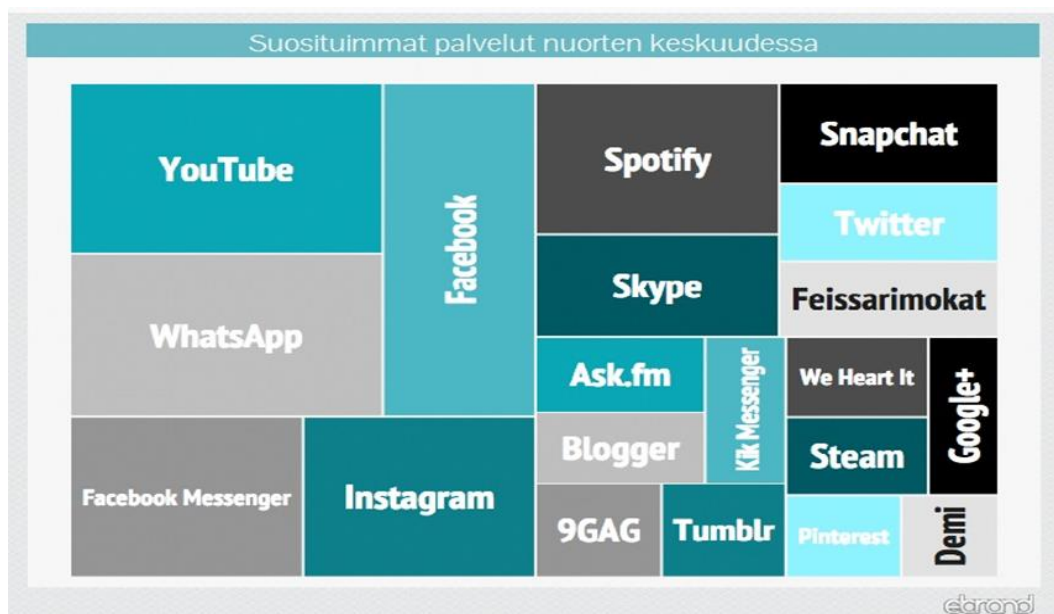 Suosituimmat palvelut nuorten keskuudessa
YouTube
WhatsApp
Facebook
Facebook Messenger
Instagram
Spotify
Skype
Snapchat
Twitter
Feissarimokat
Ask.fm
Blogger
Kik Messenger
9GAG
Tumblr
We Heart It
Steam
Google+
Pinterest
Demi
ebrand